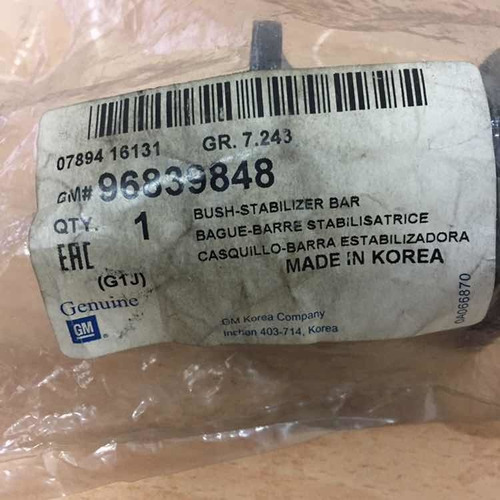 07894 16131 GR. 7.243
GM# 96839848
QTY. 1
BUSH-STABILIZER BAR
BAGUE-BARRE STABILISATRICE
CASQUILLO-BARRA ESTABILIZADORA
EAC
MADE IN KOREA
(G1J)
Genuine
GM
GM Korea Company
Incheon 403-714, Korea
0A066870